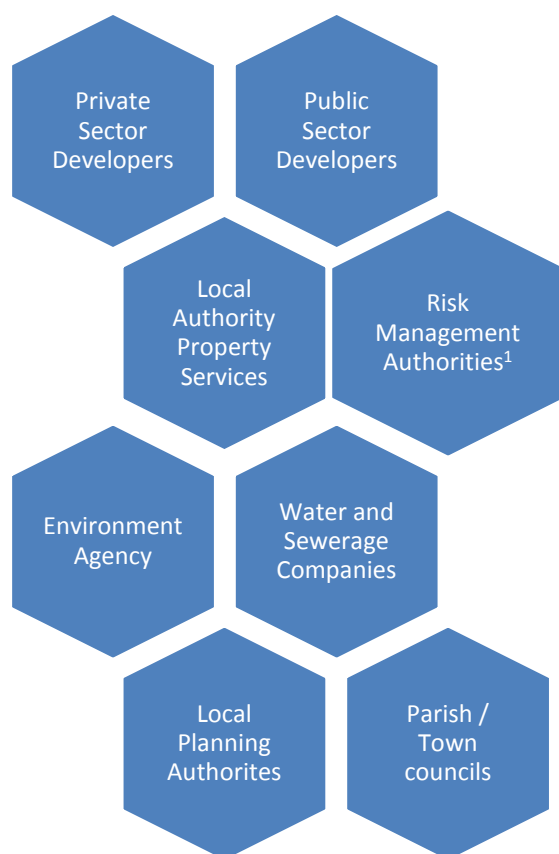 Private
Sector
Developers
Public
Sector
Developers
Local
Authority
Property
Services
Risk
Management
Authorities¹
Environment
Agency
Water and
Sewerage
Companies
Local
Planning
Authorites
Parish /
Town
councils